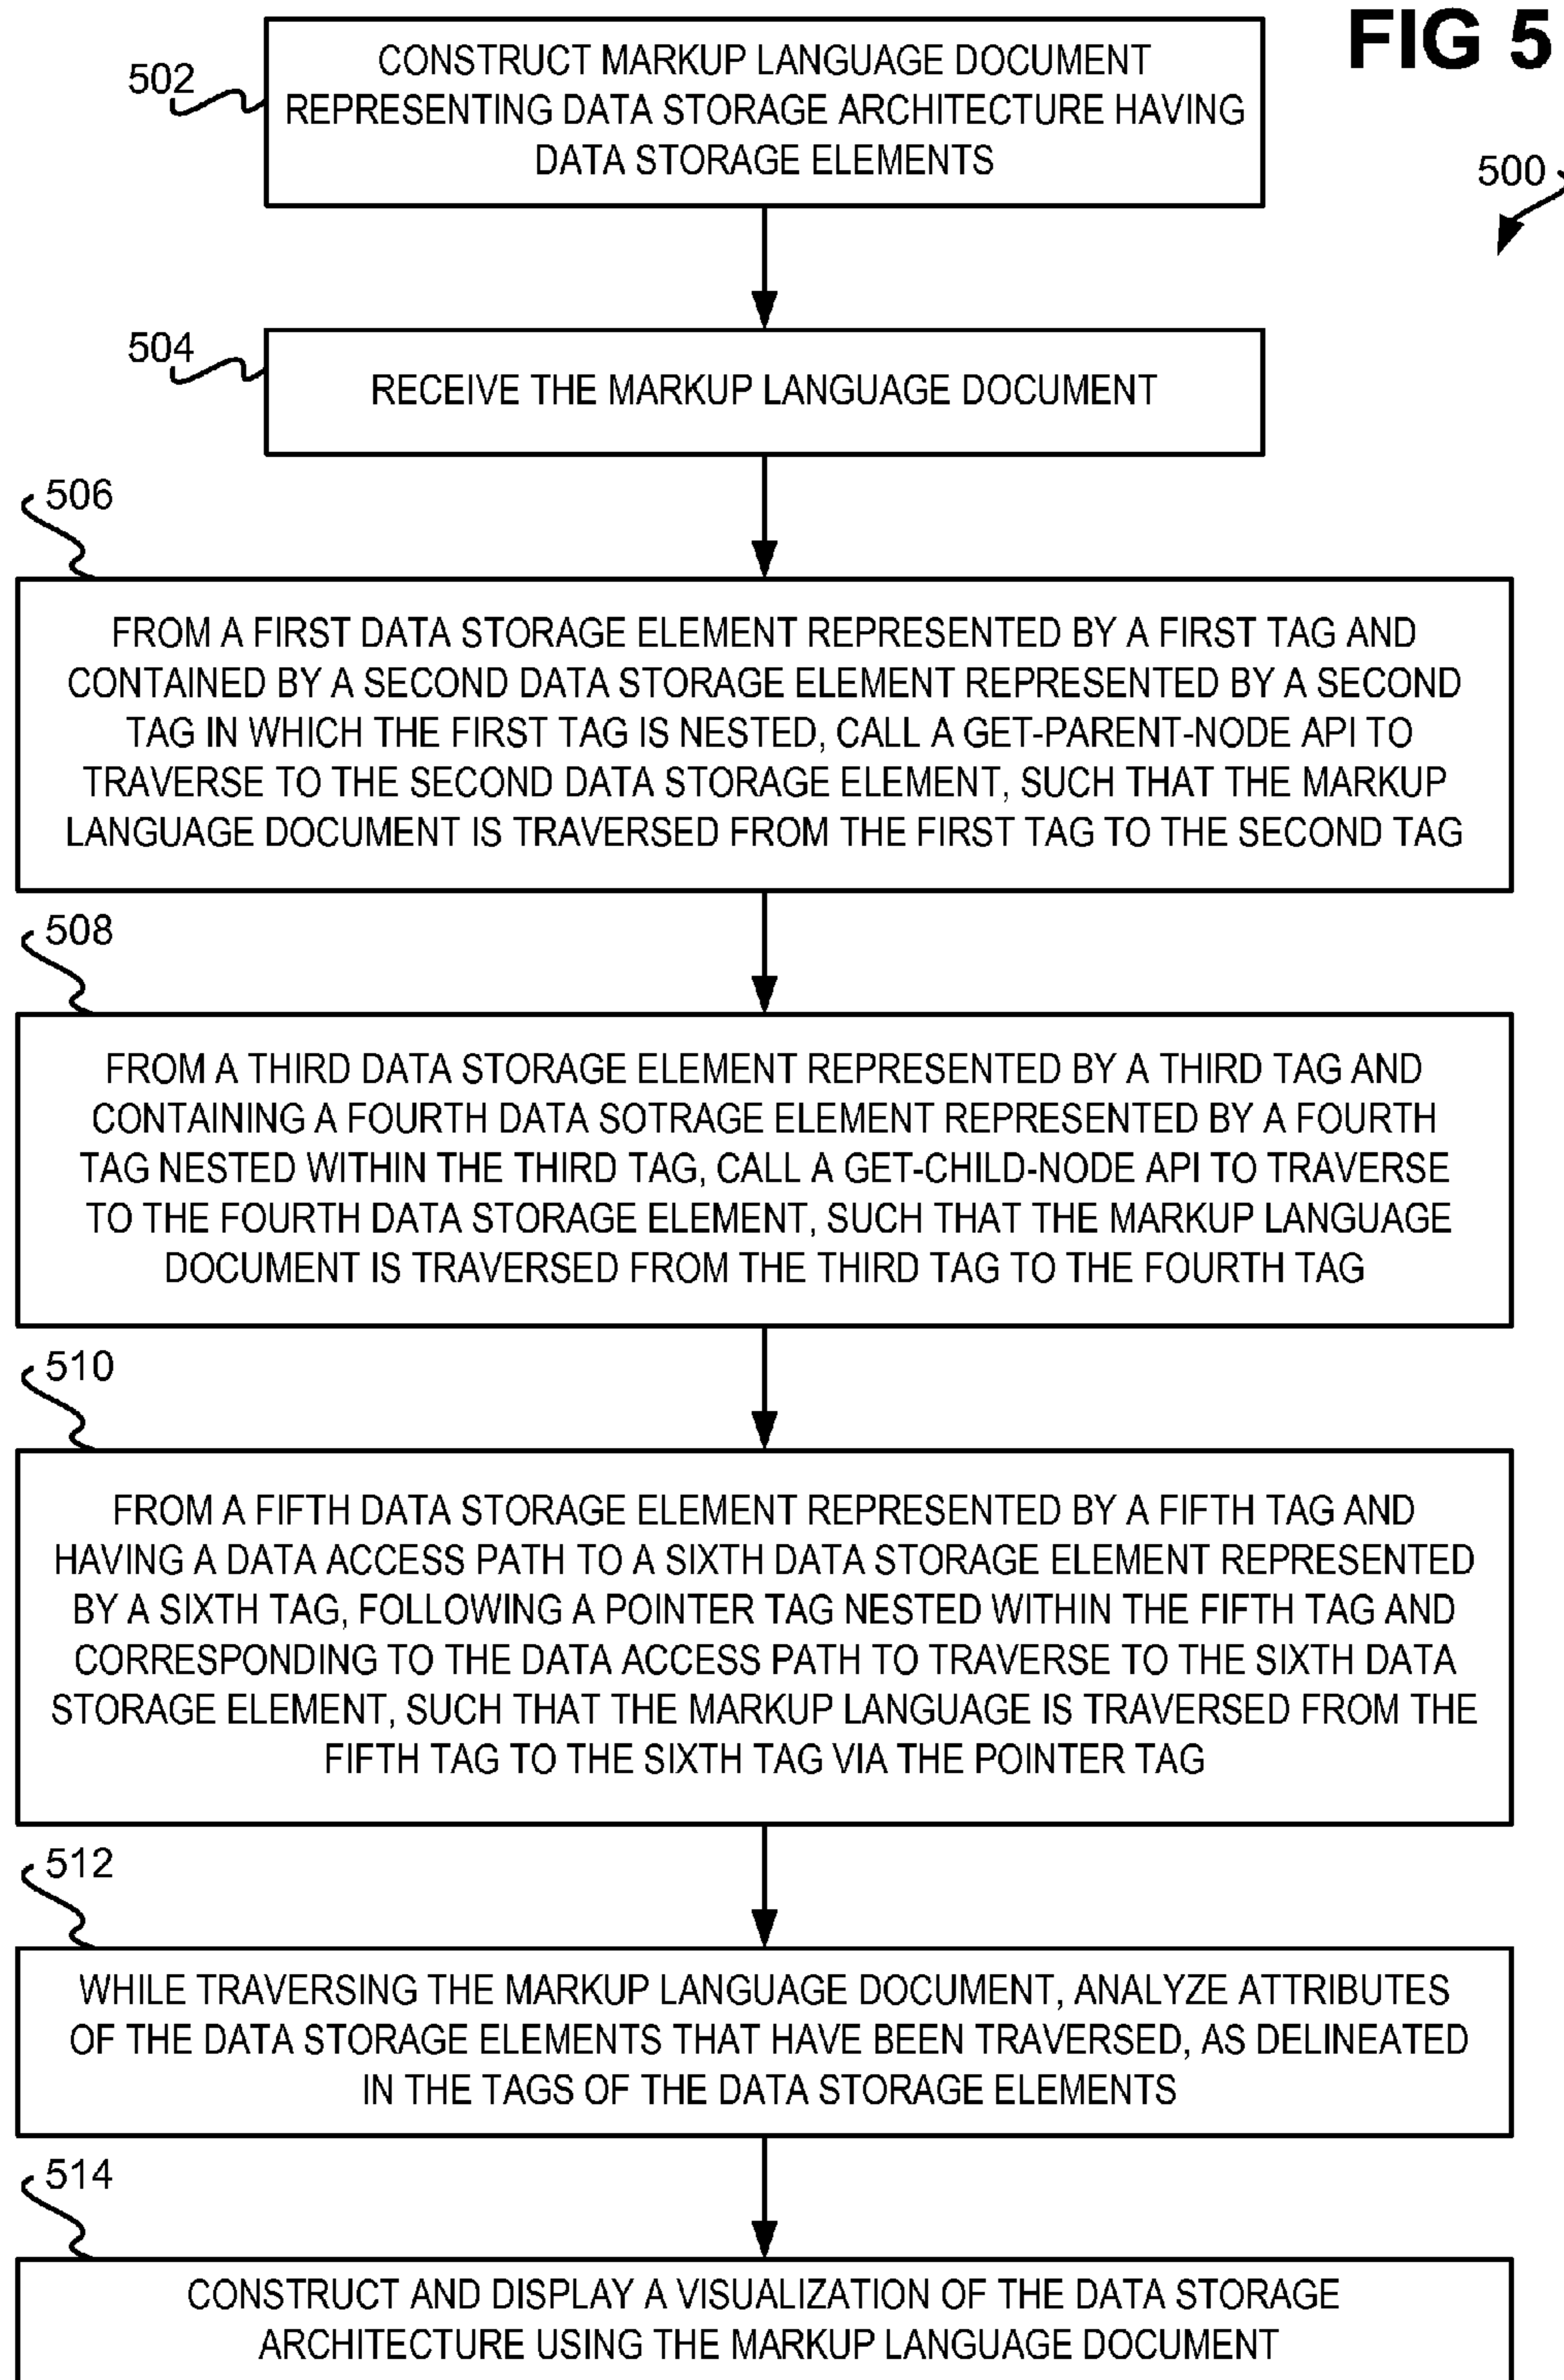 FIG 5
500
502
CONSTRUCT MARKUP LANGUAGE DOCUMENT
REPRESENTING DATA STORAGE ARCHITECTURE HAVING
DATA STORAGE ELEMENTS
504
RECEIVE THE MARKUP LANGUAGE DOCUMENT
506
FROM A FIRST DATA STORAGE ELEMENT REPRESENTED BY A FIRST TAG AND
CONTAINED BY A SECOND DATA STORAGE ELEMENT REPRESENTED BY A SECOND
TAG IN WHICH THE FIRST TAG IS NESTED, CALL A GET-PARENT-NODE API TO
TRAVERSE TO THE SECOND DATA STORAGE ELEMENT, SUCH THAT THE MARKUP
LANGUAGE DOCUMENT IS TRAVERSED FROM THE FIRST TAG TO THE SECOND TAG
508
FROM A THIRD DATA STORAGE ELEMENT REPRESENTED BY A THIRD TAG AND
CONTAINING A FOURTH DATA SOTRAGE ELEMENT REPRESENTED BY A FOURTH
TAG NESTED WITHIN THE THIRD TAG, CALL A GET-CHILD-NODE API TO TRAVERSE
TO THE FOURTH DATA STORAGE ELEMENT, SUCH THAT THE MARKUP LANGUAGE
DOCUMENT IS TRAVERSED FROM THE THIRD TAG TO THE FOURTH TAG
510
FROM A FIFTH DATA STORAGE ELEMENT REPRESENTED BY A FIFTH TAG AND
HAVING A DATA ACCESS PATH TO A SIXTH DATA STORAGE ELEMENT REPRESENTED
BY A SIXTH TAG, FOLLOWING A POINTER TAG NESTED WITHIN THE FIFTH TAG AND
CORRESPONDING TO THE DATA ACCESS PATH TO TRAVERSE TO THE SIXTH DATA
STORAGE ELEMENT, SUCH THAT THE MARKUP LANGUAGE IS TRAVERSED FROM THE
FIFTH TAG TO THE SIXTH TAG VIA THE POINTER TAG
512
WHILE TRAVERSING THE MARKUP LANGUAGE DOCUMENT, ANALYZE ATTRIBUTES
OF THE DATA STORAGE ELEMENTS THAT HAVE BEEN TRAVERSED, AS DELINEATED
IN THE TAGS OF THE DATA STORAGE ELEMENTS
514
CONSTRUCT AND DISPLAY A VISUALIZATION OF THE DATA STORAGE
ARCHITECTURE USING THE MARKUP LANGUAGE DOCUMENT